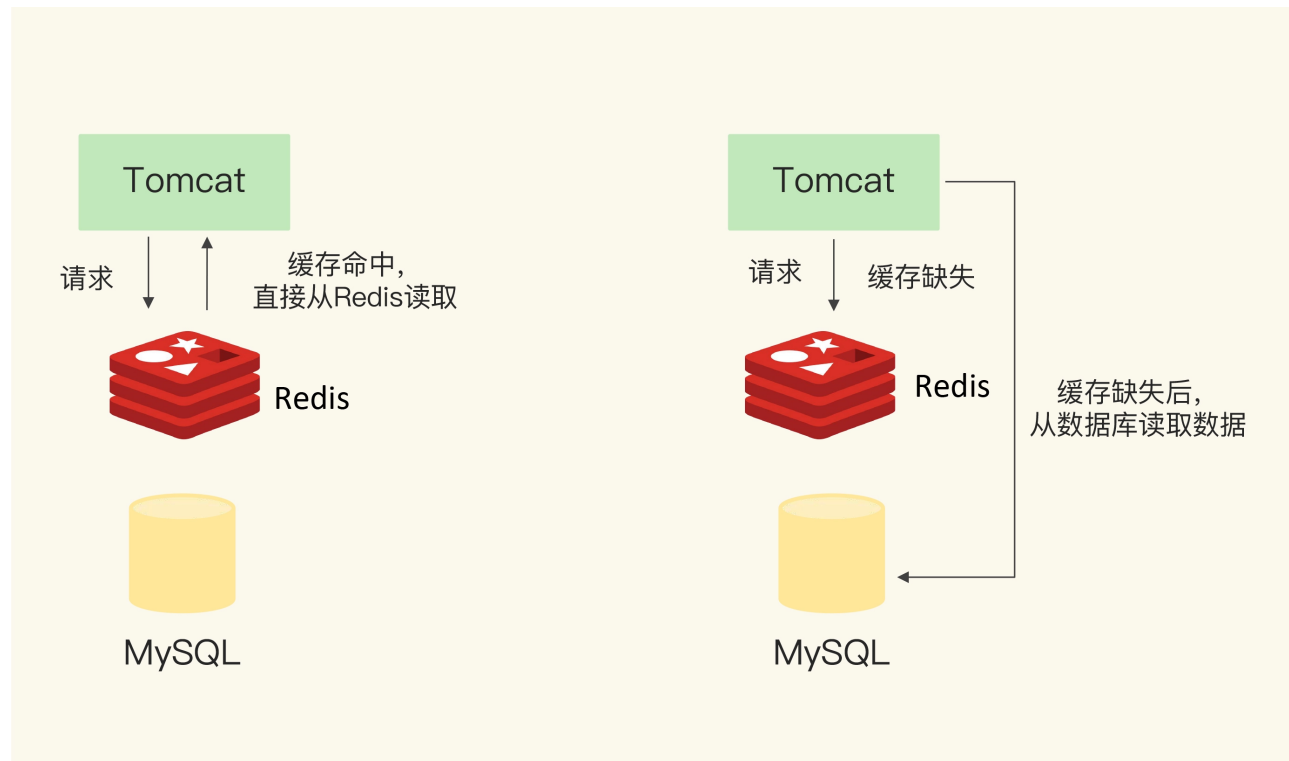 Tomcat
请求
缓存命中，
直接从Redis读取
Redis
MySQL
Tomcat
请求
缓存缺失
Redis
缓存缺失后，
从数据库读取数据
MySQL